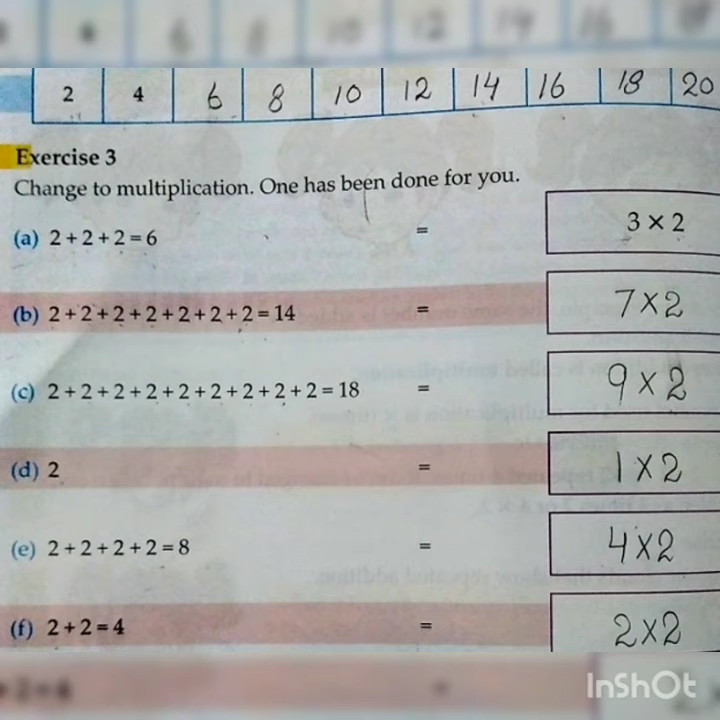 2 4 6 8 10 12 14 16 18 20
Exercise 3
Change to multiplication. One has been done for you.
(a) 2+2+2=6 = 3 × 2
(b) 2+2+2+2+2+2+2=14 = 7×2
(c) 2+2+2+2+2+2+2+2+2=18 = 9×2
(d) 2 = 1×2
(e) 2+2+2+2=8 = 4×2
(f) 2+2=4 = 2×2
InShOt